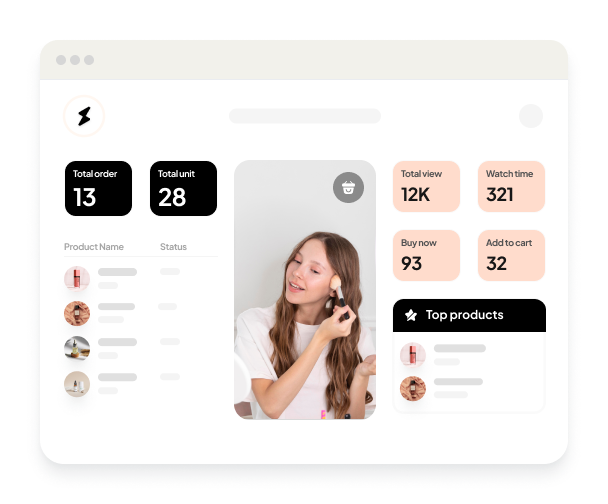 Total order
13
Total unit
28
Product Name
Status
Total view
12K
Watch time
321
Buy now
93
Add to cart
32
Top products